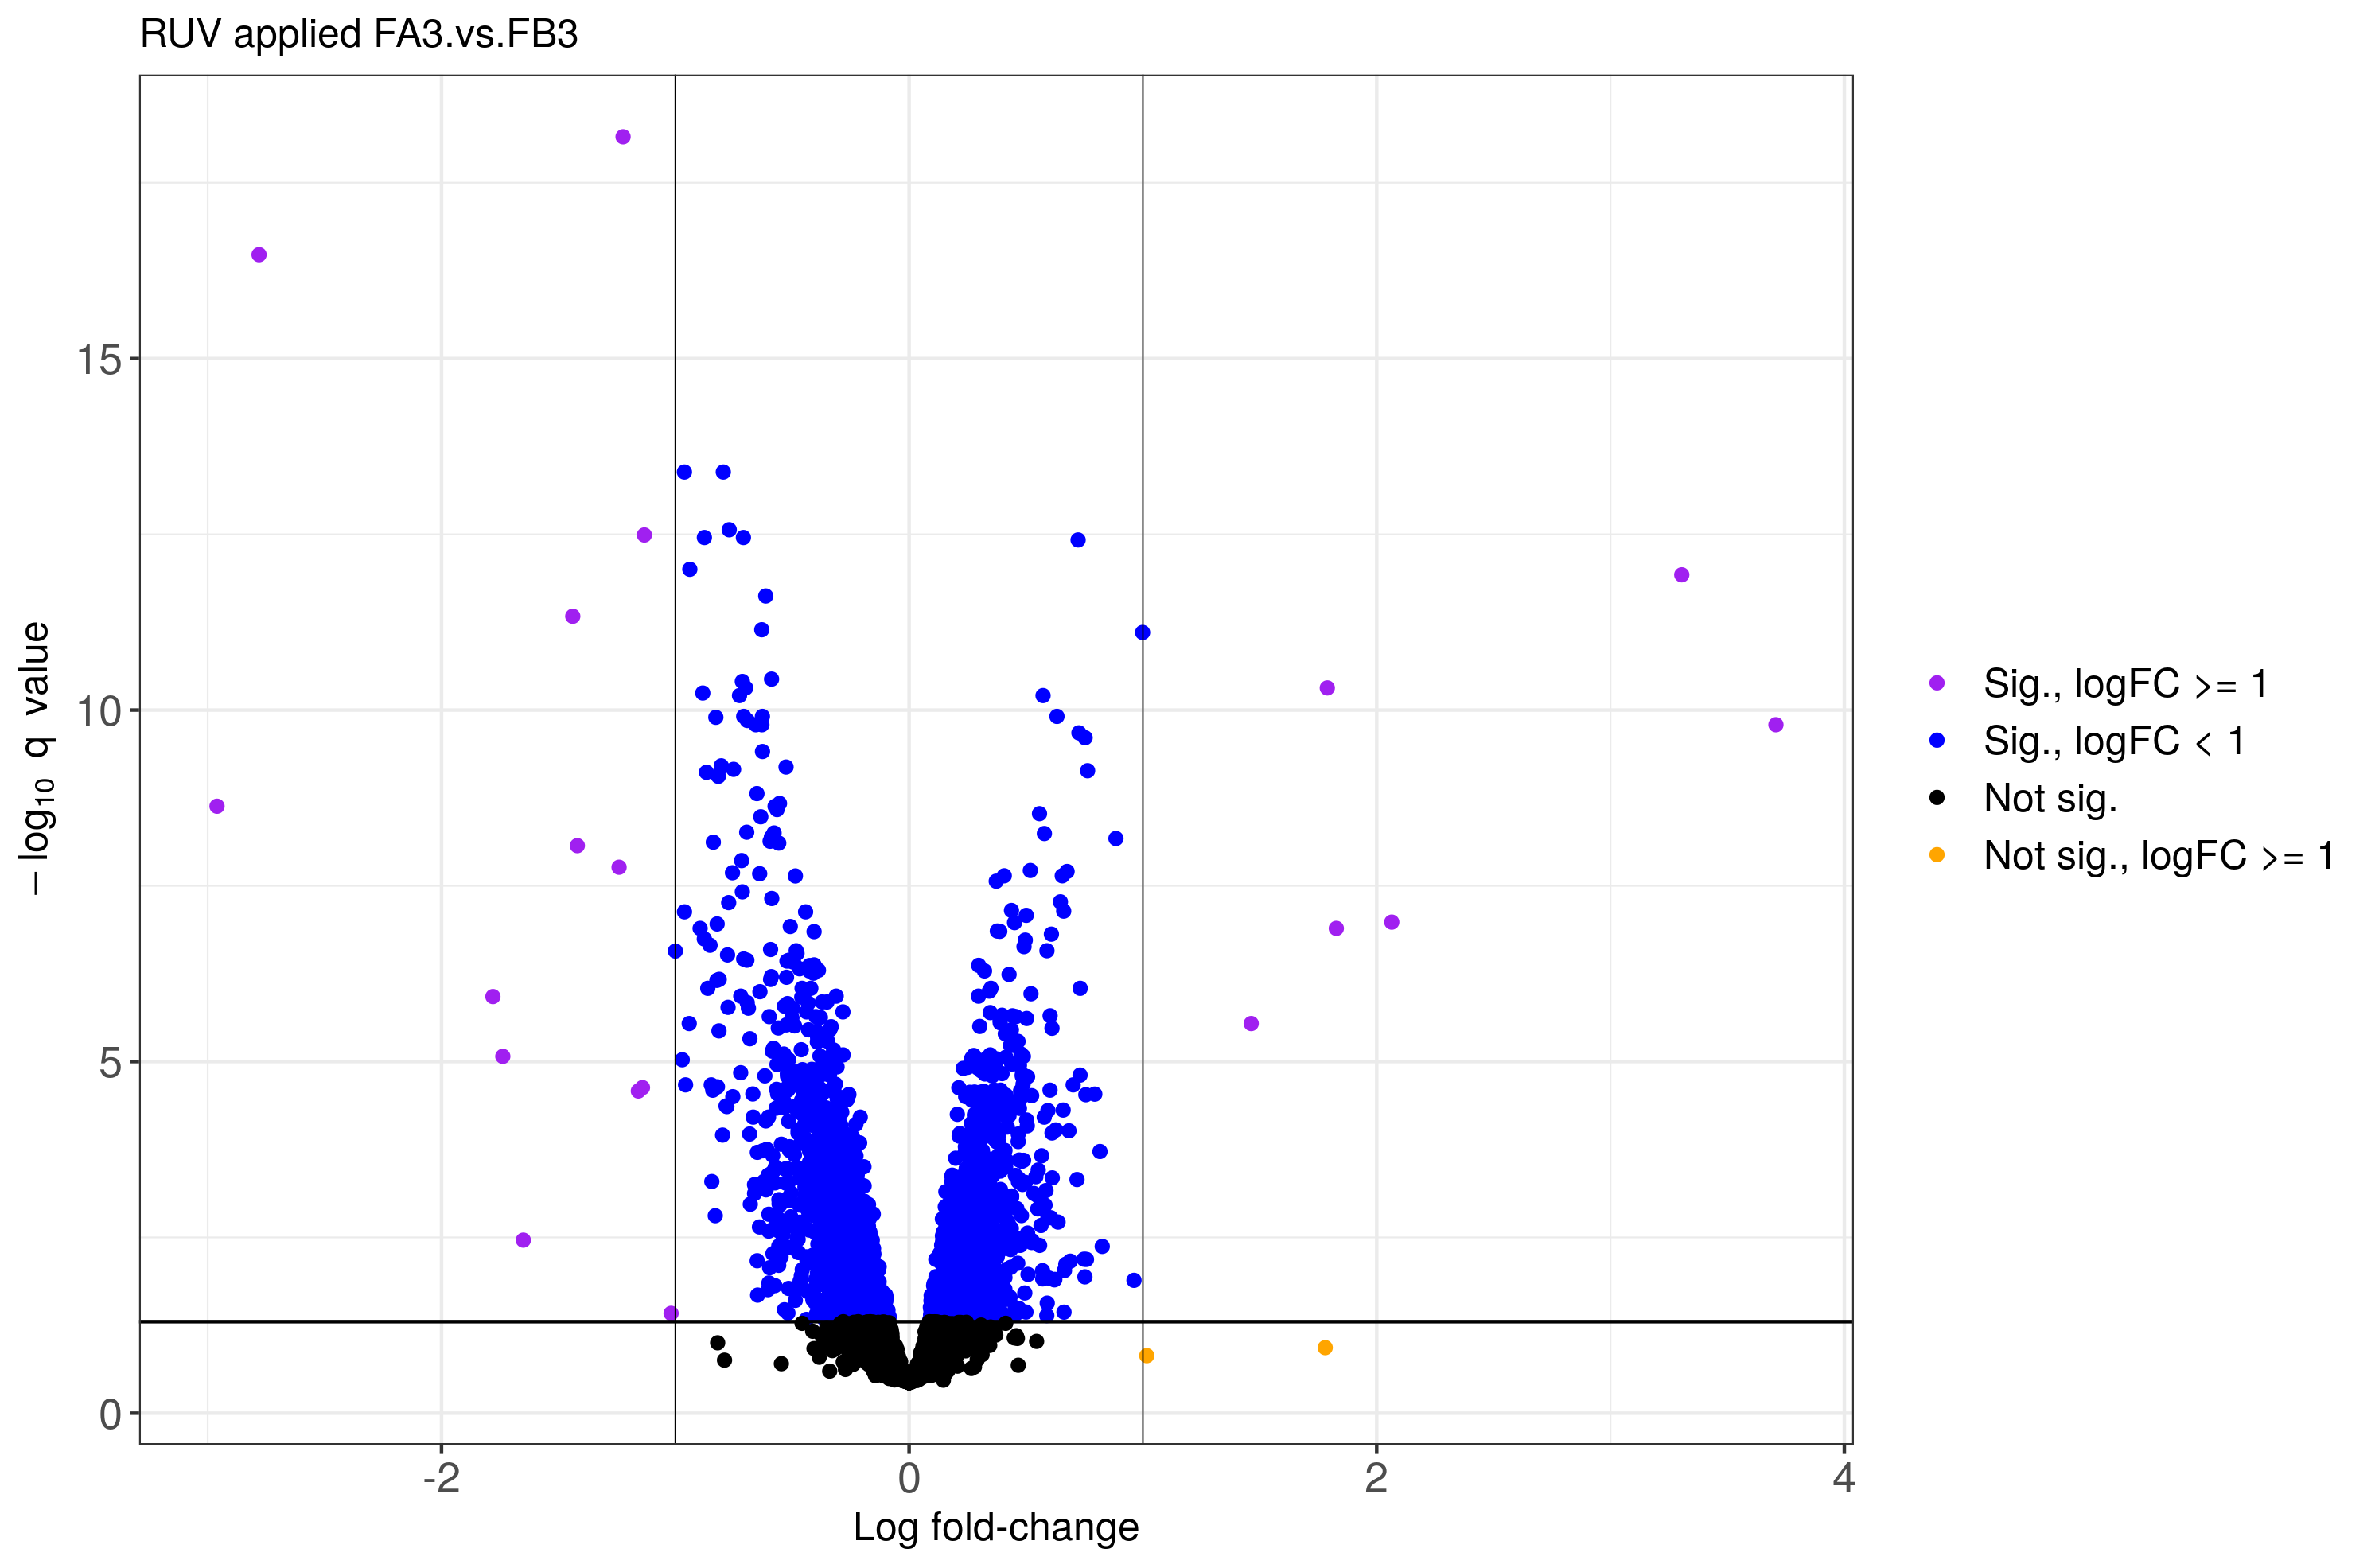 RUV applied FA3.vs.FB3
15
10
5
0
-2
0
2
4
Log fold-change
− log10 q value
Sig., logFC >= 1
Sig., logFC < 1
Not sig.
Not sig., logFC >= 1